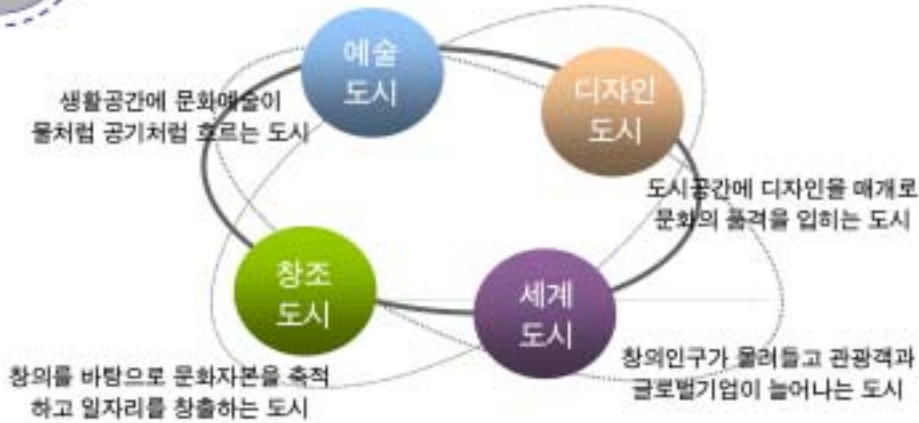 예술
도시
생활공간에 문화예술이
물처럼 공기처럼 흐르는 도시
디자인
도시
도시공간에 디자인을 매개로
문화의 품격을 입히는 도시
창조
도시
창의를 바탕으로 문화자본을 축적
하고 일자리를 창출하는 도시
세계
도시
창의인구가 몰려들고 관광객과
글로벌기업이 늘어나는 도시